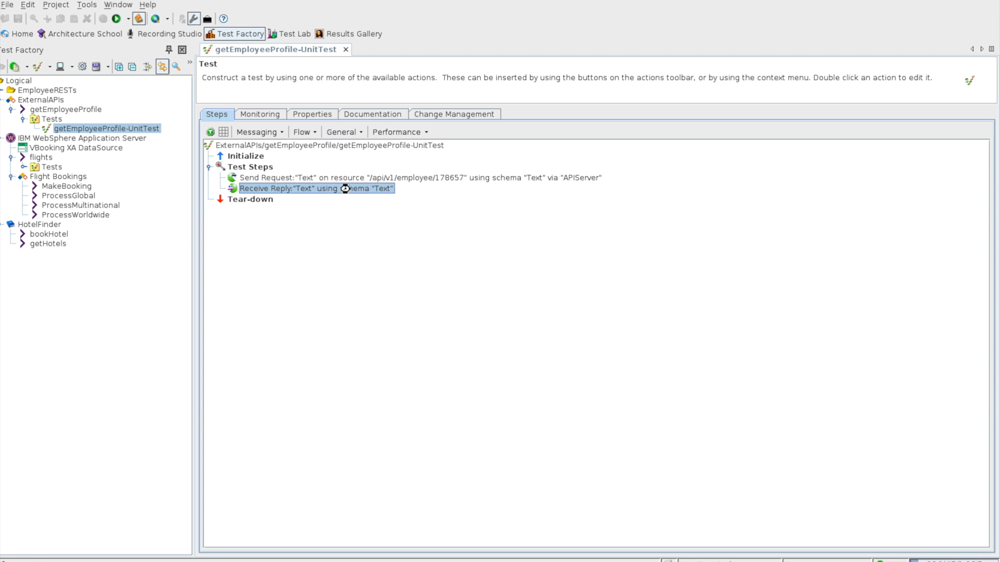 File Edit Project Tools Window Help
Home Architecture School Recording Studio Test Factory Test Lab Results Gallery
est Factory
getEmployeeProfile-UnitTest
Test
Construct a test by using one or more of the available actions. These can be inserted by using the buttons on the actions toolbar, or by using the context menu. Double click an action to edit it.
Logical
EmployeeRESTs
ExternalAPIs
getEmployeeProfile
Tests
getEmployeeProfile-UnitTest
IBM WebSphere Application Server
VBooking XA DataSource
flights
Tests
Flight Bookings
MakeBooking
ProcessGlobal
ProcessMultinational
ProcessWorldwide
HotelFinder
bookHotel
getHotels
Steps Monitoring Properties Documentation Change Management
Messaging Flow General Performance
ExternalAPIs/getEmployeeProfile/getEmployeeProfile-UnitTest
Initialize
Test Steps
Send Request:"Text" on resource "/api/v1/employee/178657" using schema "Text" via "APIServer"
Receive Reply:"Text" using schema "Text"
Tear-down